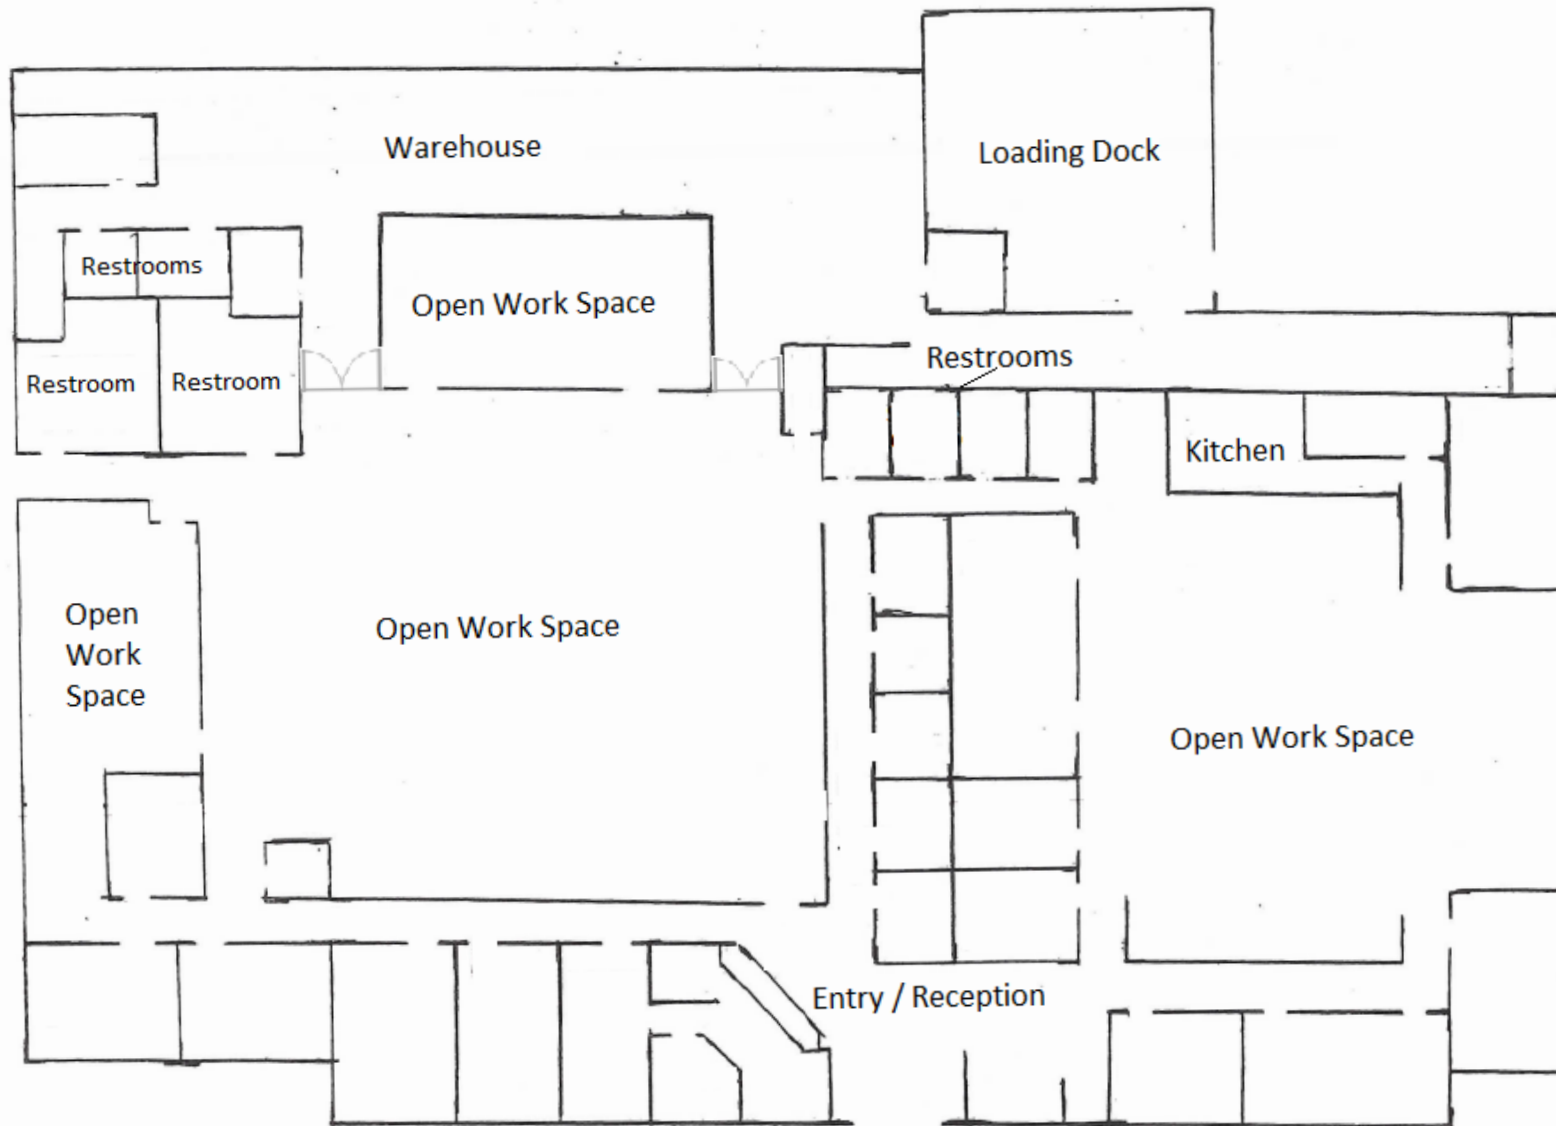 Warehouse
Loading Dock
Restrooms
Open Work Space
Restrooms
Restroom
Restroom
Kitchen
Open
Work
Space
Open Work Space
Open Work Space
Entry / Reception